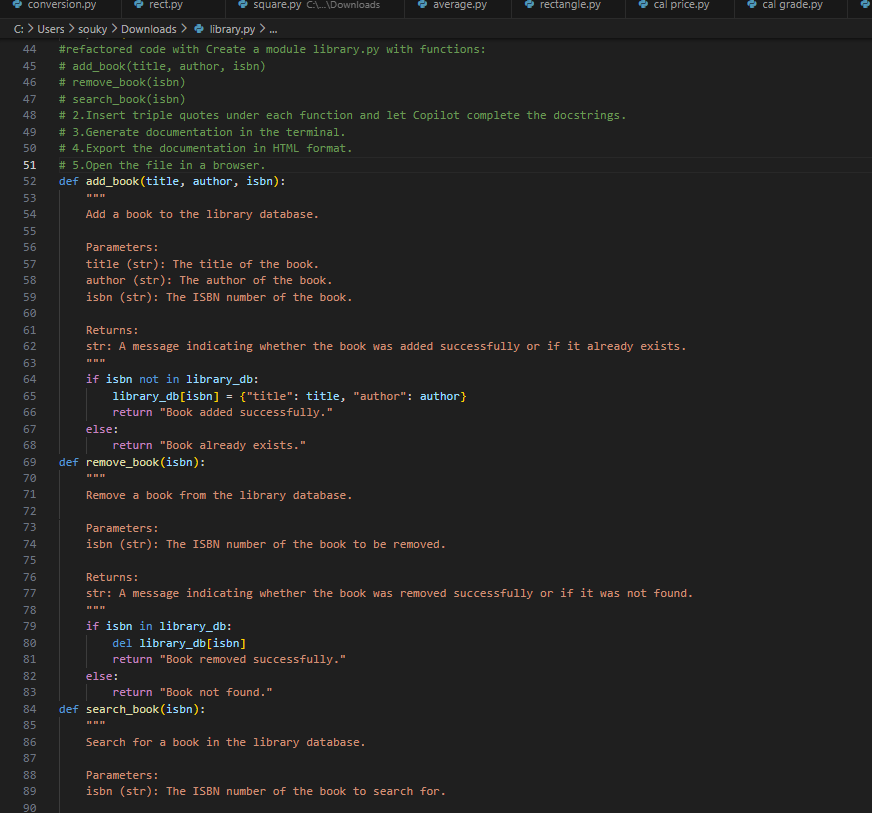 conversion.py rect.py square.py C:\...\Downloads average.py rectangle.py cal price.py cal grade.py
C: > Users > souky > Downloads > library.py > ...
44 #refactored code with Create a module library.py with functions:
45 # add_book(title, author, isbn)
46 # remove_book(isbn)
47 # search_book(isbn)
48 # 2.Insert triple quotes under each function and let Copilot complete the docstrings.
49 # 3.Generate documentation in the terminal.
50 # 4.Export the documentation in HTML format.
51 # 5.Open the file in a browser.
52 def add_book(title, author, isbn):
53 """
54 Add a book to the library database.
55
56 Parameters:
57 title (str): The title of the book.
58 author (str): The author of the book.
59 isbn (str): The ISBN number of the book.
60
61 Returns:
62 str: A message indicating whether the book was added successfully or if it already exists.
63 """
64 if isbn not in library_db:
65 library_db[isbn] = {"title": title, "author": author}
66 return "Book added successfully."
67 else:
68 return "Book already exists."
69 def remove_book(isbn):
70 """
71 Remove a book from the library database.
72
73 Parameters:
74 isbn (str): The ISBN number of the book to be removed.
75
76 Returns:
77 str: A message indicating whether the book was removed successfully or if it was not found.
78 """
79 if isbn in library_db:
80 del library_db[isbn]
81 return "Book removed successfully."
82 else:
83 return "Book not found."
84 def search_book(isbn):
85 """
86 Search for a book in the library database.
87
88 Parameters:
89 isbn (str): The ISBN number of the book to search for.
90